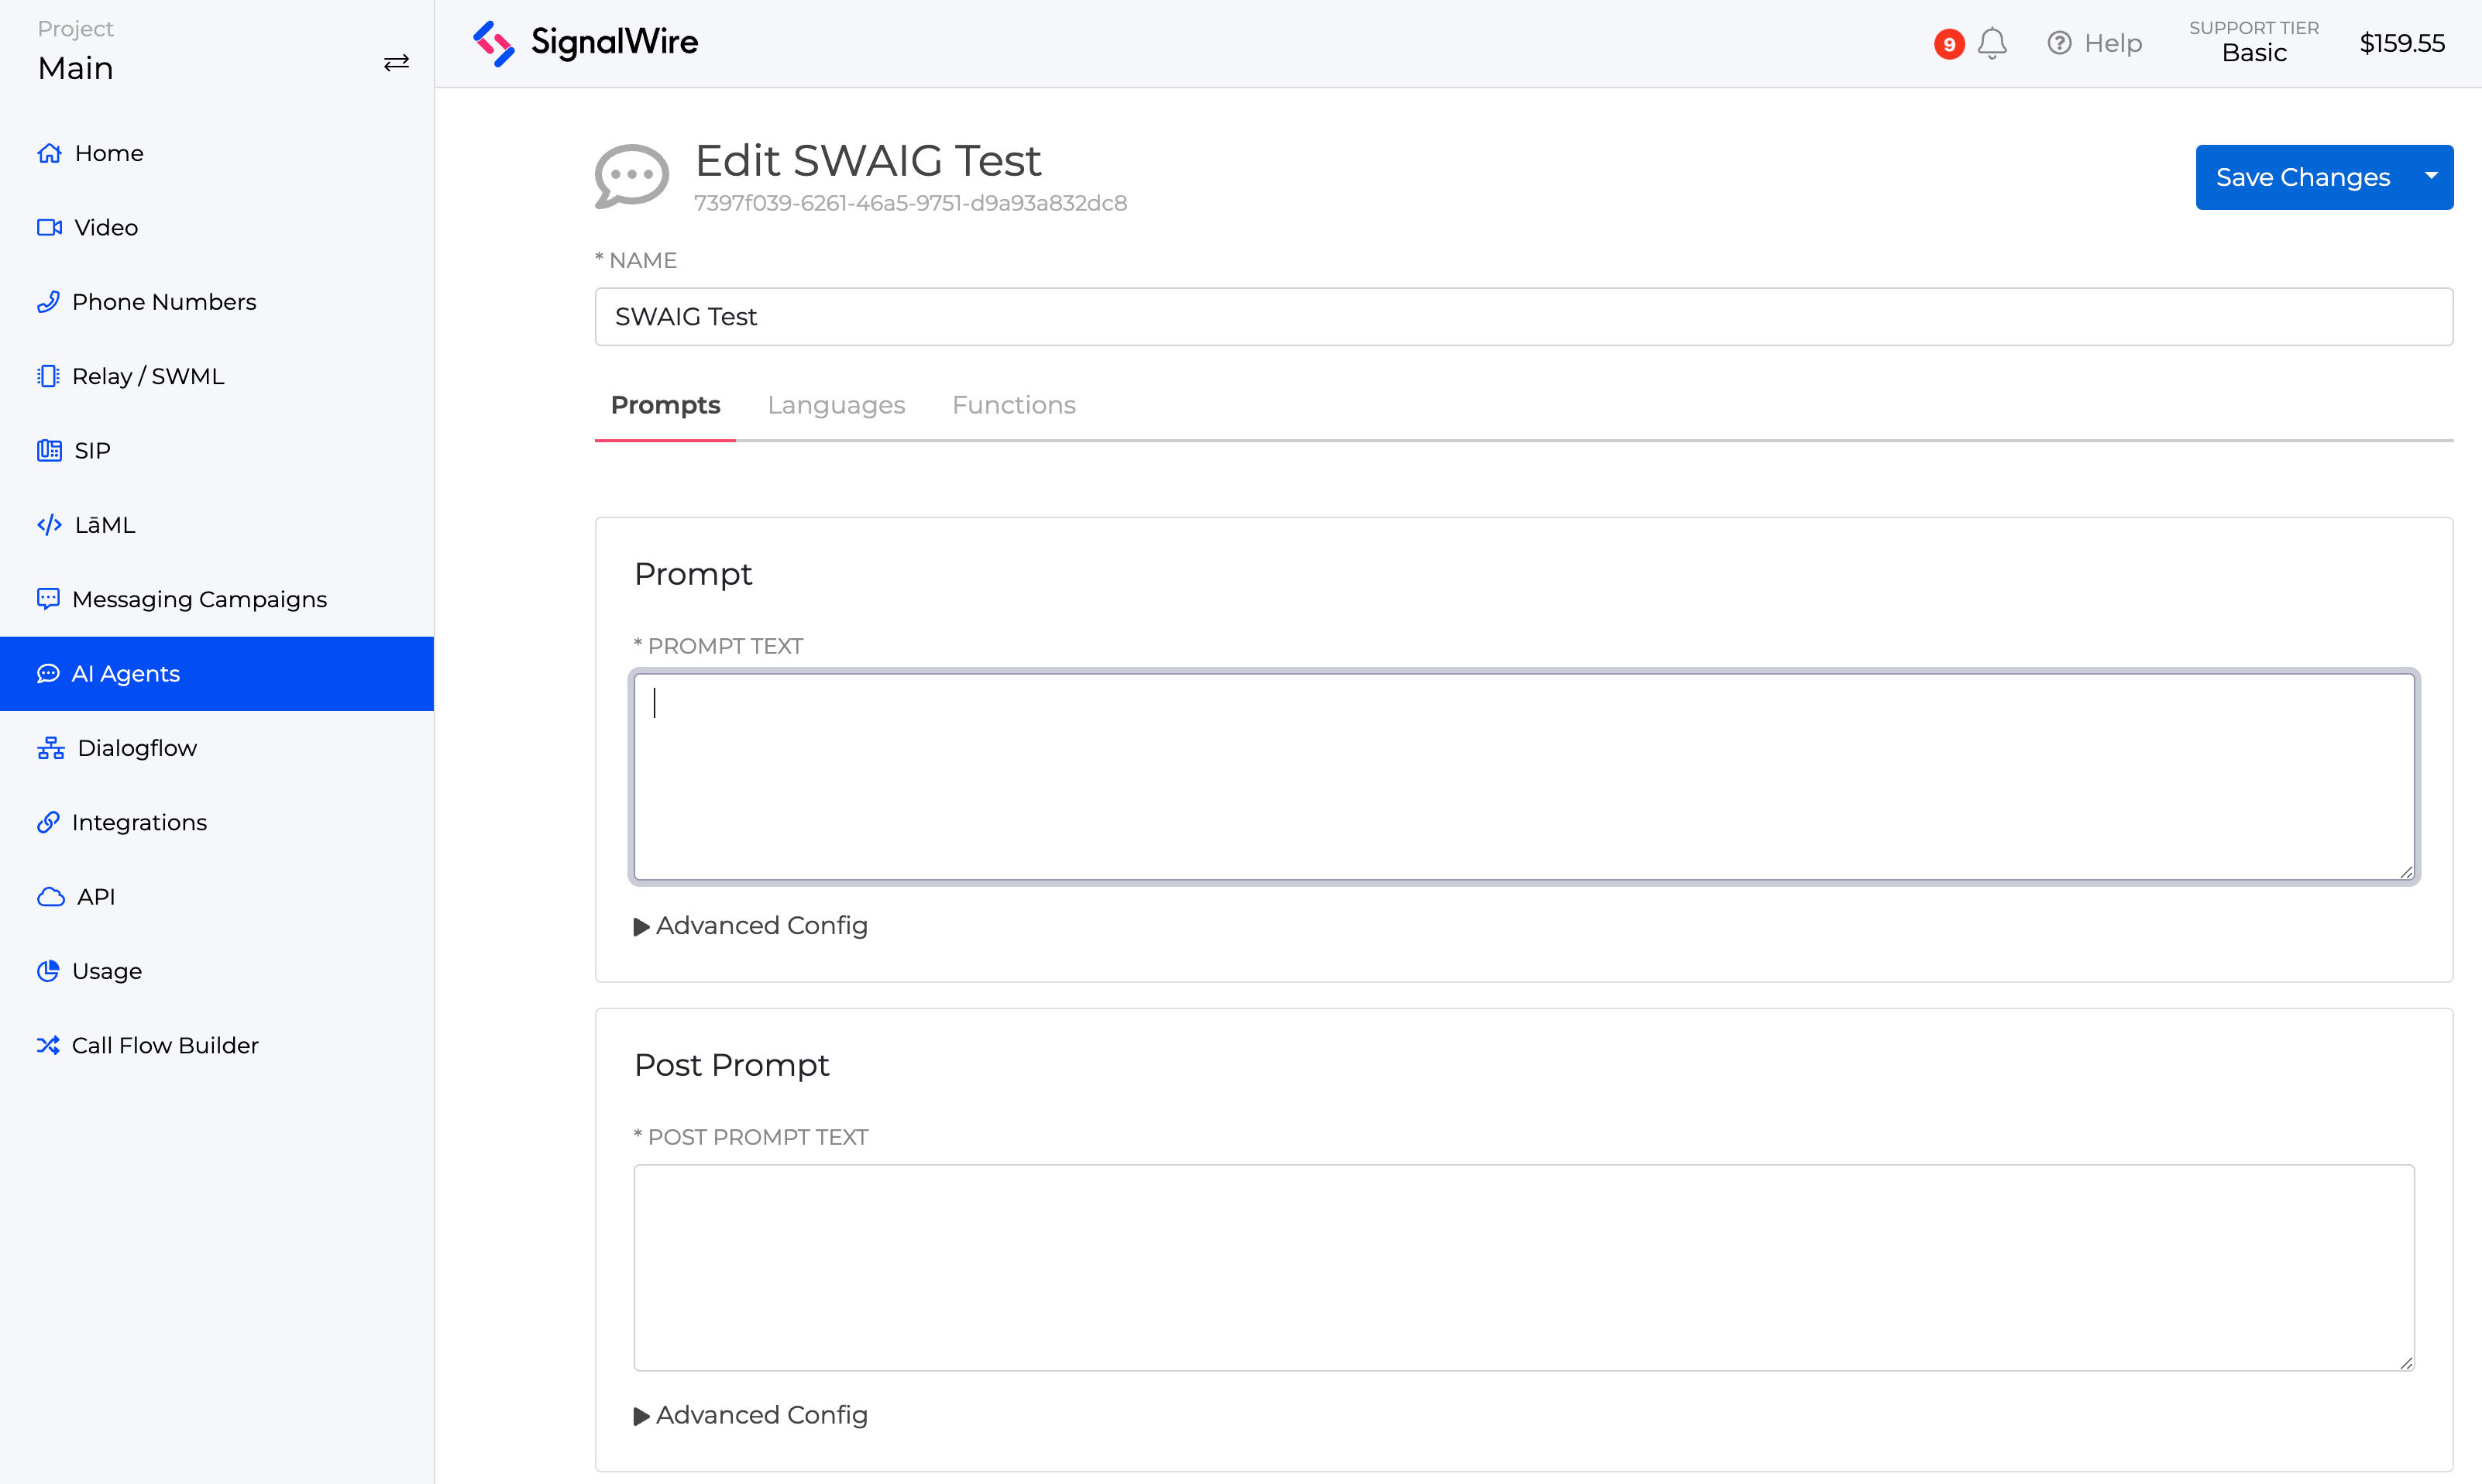 Project
Main
Home
Video
Phone Numbers
Relay / SWML
SIP
LāML
Messaging Campaigns
AI Agents
Dialogflow
Integrations
API
Usage
Call Flow Builder
SignalWire
9
Help
SUPPORT TIER
Basic
$159.55
Edit SWAIG Test
7397f039-6261-46a5-9751-d9a93a832dc8
Save Changes
* NAME
SWAIG Test
Prompts Languages Functions
Prompt
* PROMPT TEXT
Advanced Config
Post Prompt
* POST PROMPT TEXT
Advanced Config